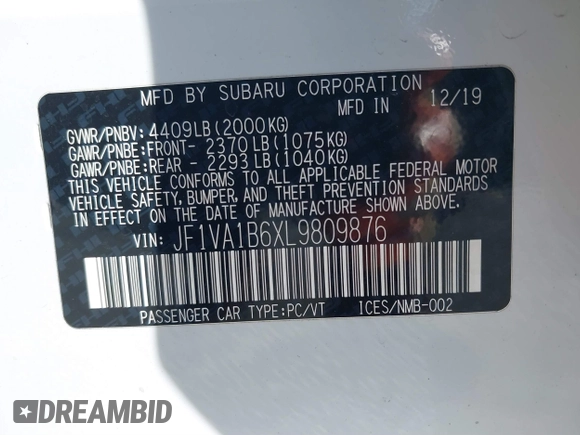 MFD BY SUBARU CORPORATION
MFD IN 12/19
GVWR/PNBV: 4409LB(2000KG)
GAWR/PNBE:FRONT- 2370LB(1075KG)
GAWR/PNBE:REAR - 2293LB(1040KG)
THIS VEHICLE CONFORMS TO ALL APPLICABLE FEDERAL MOTOR
VEHICLE SAFETY, BUMPER, AND THEFT PREVENTION STANDARDS
IN EFFECT ON THE DATE OF MANUFACTURE SHOWN ABOVE.
VIN: JF1VA1B6XL9809876
PASSENGER CAR TYPE:PC/VT ICES/NMB-002
DREAMBID